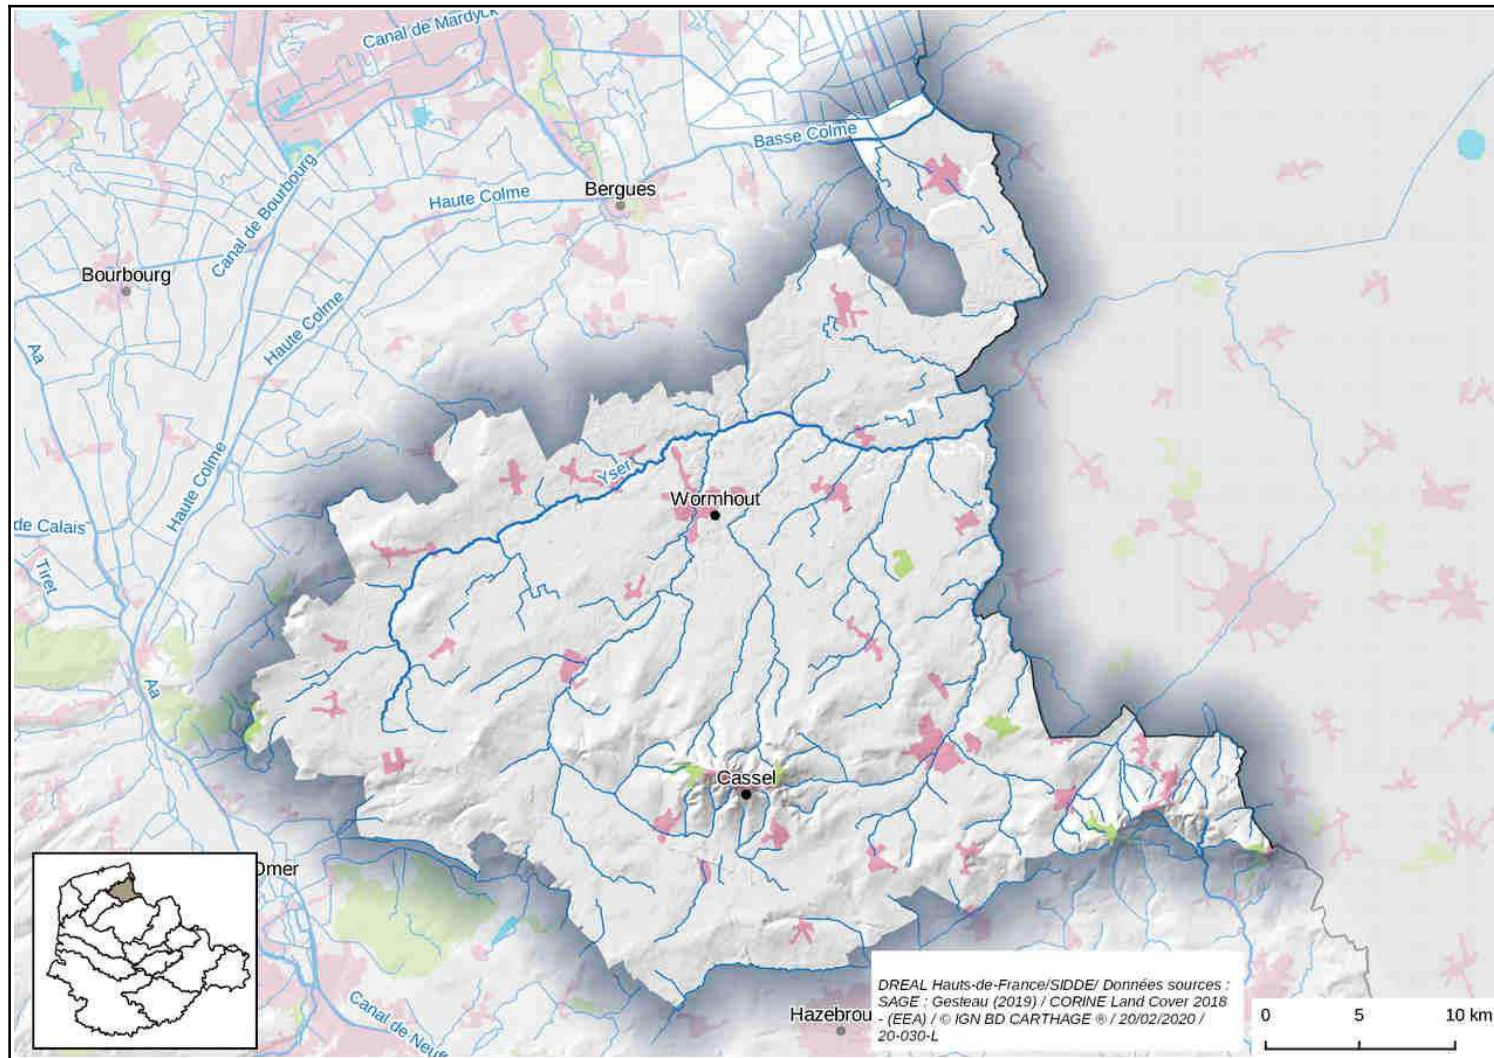 Canal de Mardyck
Basse Colme
Canal de Bourbourg
Haute Colme
Bergues
Bourbourg
Haute Colme
Aa
Haute Colme
Yser
Wormhout
de Calais
Tiret
Aa
Cassel
Omer
Canal de Neuf
Hazebrou
DREAL Hauts-de-France/SIDDE/ Données sources :
SAGE : Gesteau (2019) / CORINE Land Cover 2018
- (EEA) / © IGN BD CARTHAGE ® / 20/02/2020 /
20-030-L
0 5 10 km